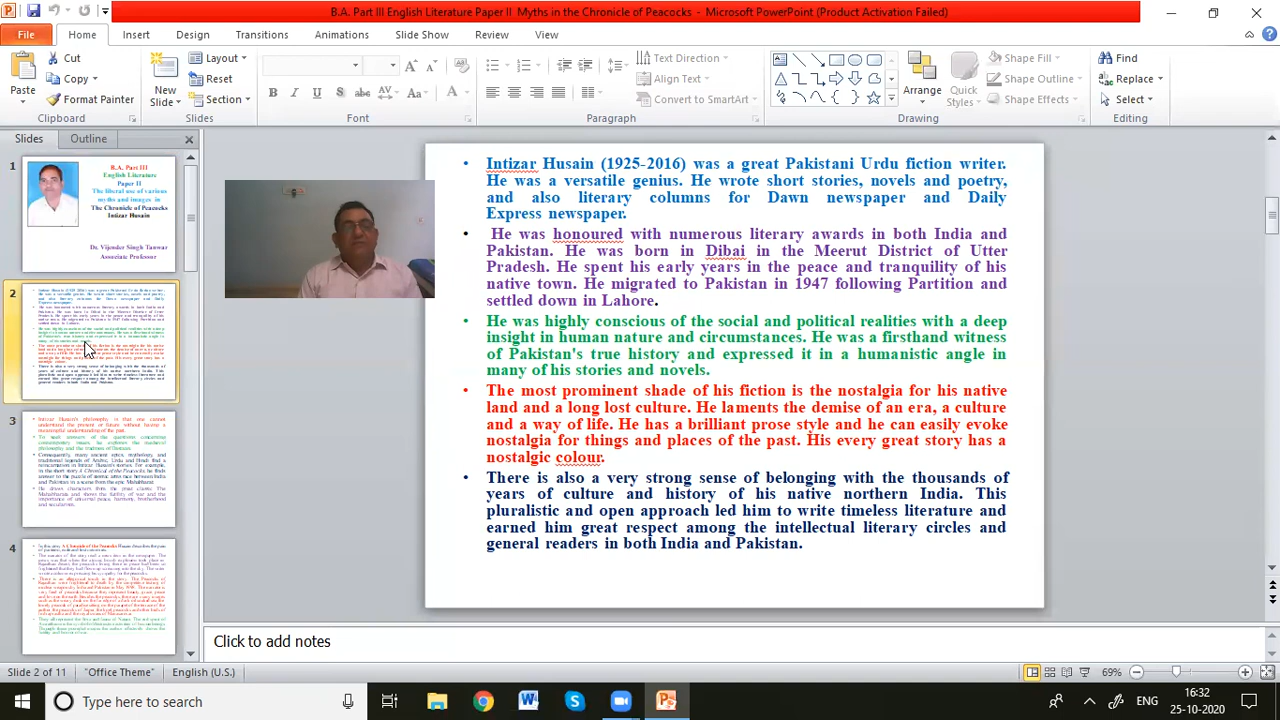 B.A. Part III English Literature Paper II  Myths in the Chronicle of Peacocks  -  Microsoft PowerPoint (Product Activation Failed)
File Home Insert Design Transitions Animations Slide Show Review View
Cut Layout Text Direction Shape Fill Find
Copy Reset Align Text Shape Outline Replace
Paste Format Painter New Slide Section Convert to SmartArt Arrange Quick Styles Shape Effects Select
Clipboard Slides Font Paragraph Drawing Editing
Slides Outline
1
B.A. Part III
English Literature
Paper II
The liberal use of various
myths and images in
The Chronicle of Peacocks
Intizar Husain
Dr. Vijender Singh Tanwar
Associate Professor
2
3
4
• Intizar Husain (1925-2016) was a great Pakistani Urdu fiction writer.
He was a versatile genius. He wrote short stories, novels and poetry,
and also literary columns for Dawn newspaper and Daily
Express newspaper.
• He was honoured with numerous literary awards in both India and
Pakistan. He was born in Dibai in the Meerut District of Utter
Pradesh. He spent his early years in the peace and tranquility of his
native town. He migrated to Pakistan in 1947 following Partition and
settled down in Lahore.
• He was highly conscious of the social and political realities with a deep
insight in human nature and circumstances. He was a firsthand witness
of Pakistan's true history and expressed it in a humanistic angle in
many of his stories and novels.
• The most prominent shade of his fiction is the nostalgia for his native
land and a long lost culture. He laments the demise of an era, a culture
and a way of life. He has a brilliant prose style and he can easily evoke
nostalgia for things and places of the past. His every great story has a
nostalgic colour.
• There is also a very strong sense of belonging with the thousands of
years of culture and history of his native northern India. This
pluralistic and open approach led him to write timeless literature and
earned him great respect among the intellectual literary circles and
general readers in both India and Pakistan.
Click to add notes
Slide 2 of 11 "Office Theme" English (U.S.) 69%
Type here to search ENG 16:32
25-10-2020